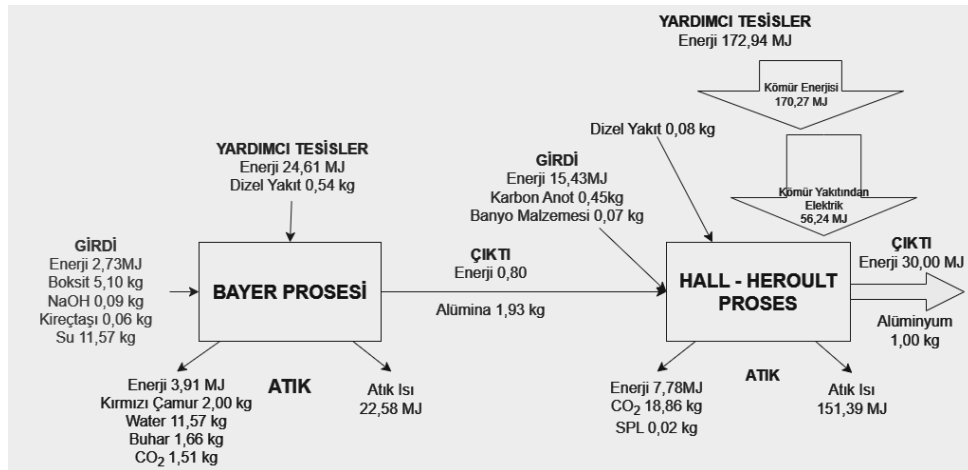 YARDIMCI TESİSLER
Enerji 172,94 MJ
Kömür Enerjisi
170,27 MJ
Dizel Yakıt 0,08 kg
YARDIMCI TESİSLER
Enerji 24,61 MJ
Dizel Yakıt 0,54 kg
GİRDİ
Enerji 15,43MJ
Karbon Anot 0,45kg
Banyo Malzemesi 0,07 kg
Kömür Yakıtından
Elektrik
56,24 MJ
GİRDİ
Enerji 2,73MJ
Boksit 5,10 kg
NaOH 0,09 kg
Kireçtaşı 0,06 kg
Su 11,57 kg
BAYER PROSESİ
ÇIKTI
Enerji 0,80
Alümina 1,93 kg
HALL - HEROULT
PROSES
ÇIKTI
Enerji 30,00 MJ
Alüminyum
1,00 kg
Enerji 3,91 MJ
Kırmızı Çamur 2,00 kg
Water 11,57 kg
Buhar 1,66 kg
CO2 1,51 kg
ATIK
Atık Isı
22,58 MJ
Enerji 7,78MJ
CO2 18,86 kg
SPL 0,02 kg
ATIK
Atık Isı
151,39 MJ